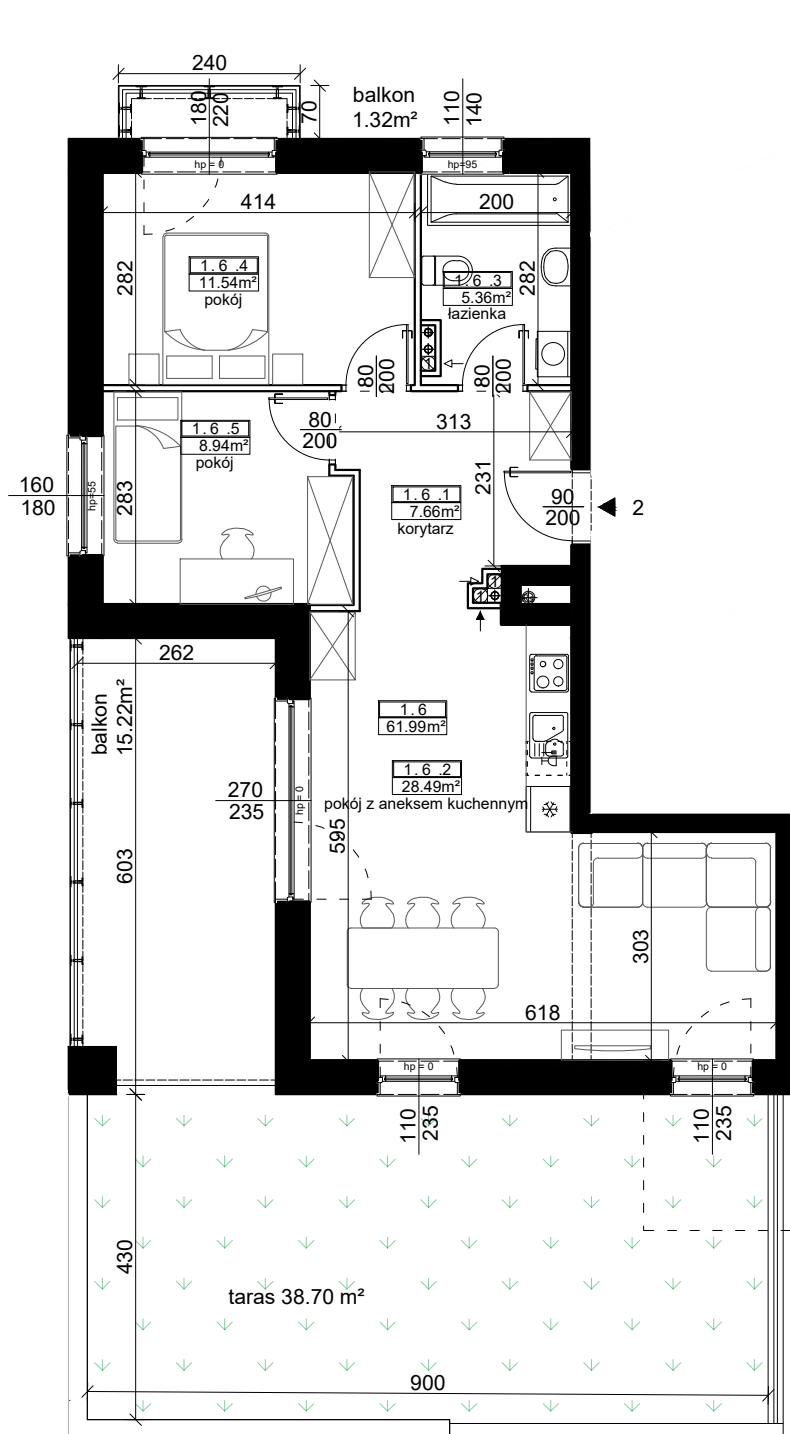 240
balkon
1.32m²
180
220
70
110
140
hp = 0
hp=95
414
200
282
1. 6 .4
11.54m²
pokój
1. 6 .3
5.36m²
łazienka
282
1
80
200
80
200
1. 6 .5
8.94m²
pokój
80
200
313
160
180
hp=55
283
231
1. 6 .1
7.66m²
korytarz
90
200
2
1
1
262
balkon
15.22m²
1. 6
61.99m²
1. 6 .2
28.49m²
pokój z aneksem kuchennym
270
235
hp = 0
595
603
303
618
hp = 0
hp = 0
110
235
110
235
430
taras 38.70 m²
900